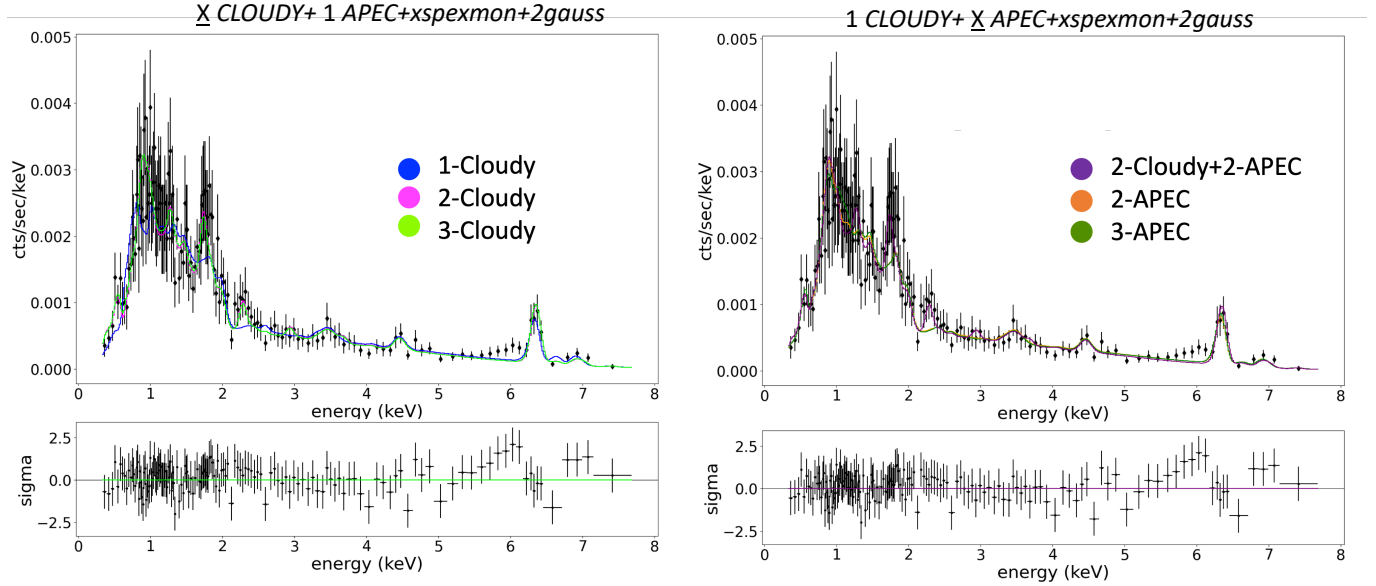 X CLOUDY+ 1 APEC+xspexmon+2gauss
0.005
0.004
0.003
0.002
0.001
0.000
cts/sec/keV
1-Cloudy
2-Cloudy
3-Cloudy
0 1 2 3 4 5 6 7 8
energy (keV)
2.5
0.0
−2.5
sigma
0 1 2 3 4 5 6 7 8
energy (keV)
1 CLOUDY+ X APEC+xspexmon+2gauss
0.005
0.004
0.003
0.002
0.001
0.000
cts/sec/keV
2-Cloudy+2-APEC
2-APEC
3-APEC
0 1 2 3 4 5 6 7 8
energy (keV)
2.5
0.0
−2.5
sigma
0 1 2 3 4 5 6 7 8
energy (keV)